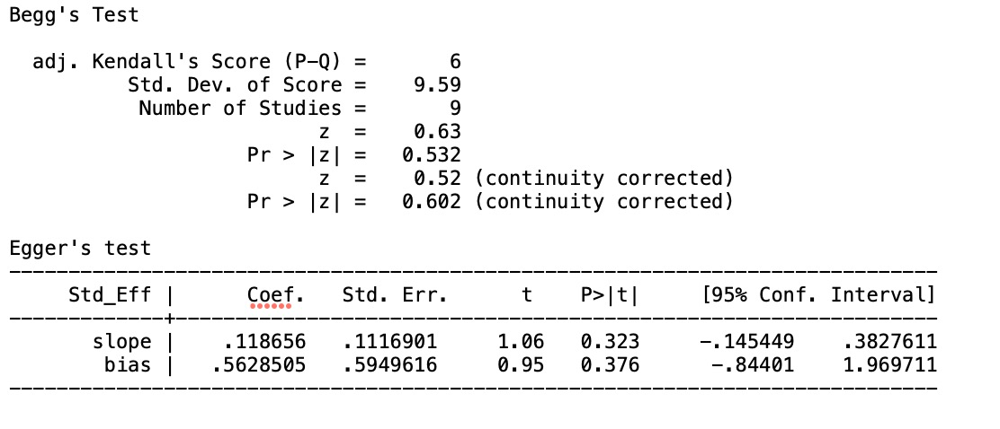 Begg's Test
adj. Kendall's Score (P-Q) = 6
Std. Dev. of Score = 9.59
Number of Studies = 9
z = 0.63
Pr > |z| = 0.532
z = 0.52 (continuity corrected)
Pr > |z| = 0.602 (continuity corrected)
Egger's test
Std_Eff | Coef. Std. Err. t P>|t| [95% Conf. Interval]
slope | .118656 .1116901 1.06 0.323 -.145449 .3827611
bias | .5628505 .5949616 0.95 0.376 -.84401 1.969711